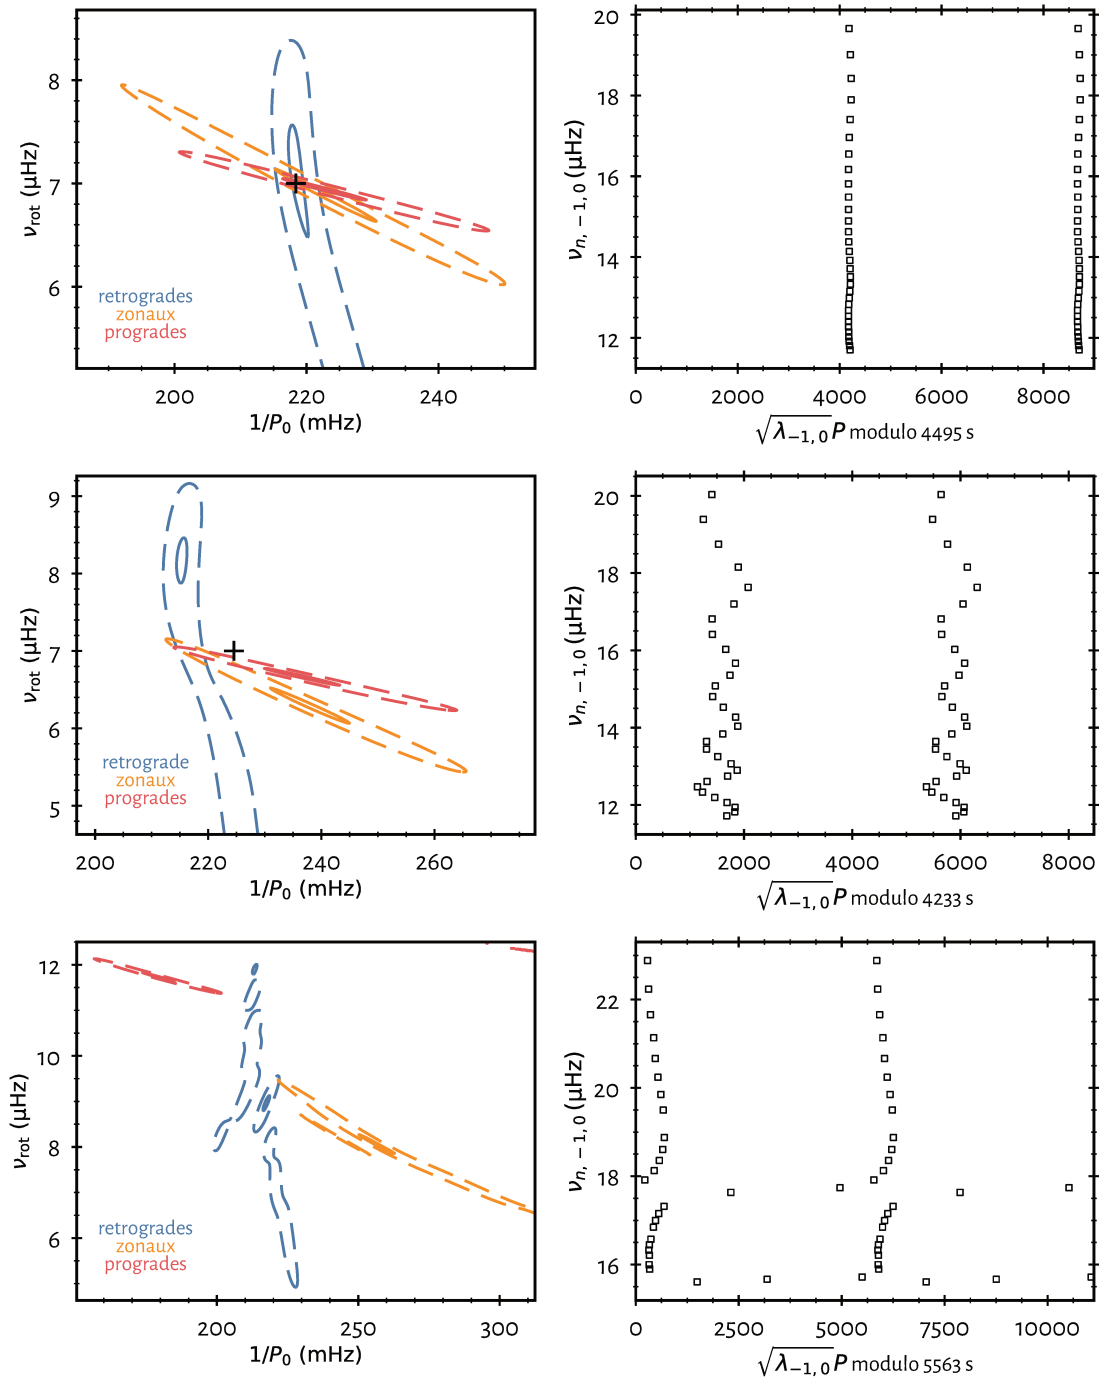 8
7
6
ν_rot (μHz)
retrogrades
zonaux
progrades
200 220 240
1/P₀ (mHz)
20
18
16
14
12
ν_{n, −1, 0} (μHz)
0 2000 4000 6000 8000
√λ_{−1, 0} P modulo 4495 s
9
8
7
6
5
ν_rot (μHz)
retrograde
zonaux
progrades
200 220 240 260
1/P₀ (mHz)
20
18
16
14
12
ν_{n, −1, 0} (μHz)
0 2000 4000 6000 8000
√λ_{−1, 0} P modulo 4233 s
12
10
8
6
ν_rot (μHz)
retrogrades
zonaux
progrades
200 250 300
1/P₀ (mHz)
22
20
18
16
ν_{n, −1, 0} (μHz)
0 2500 5000 7500 10000
√λ_{−1, 0} P modulo 5563 s